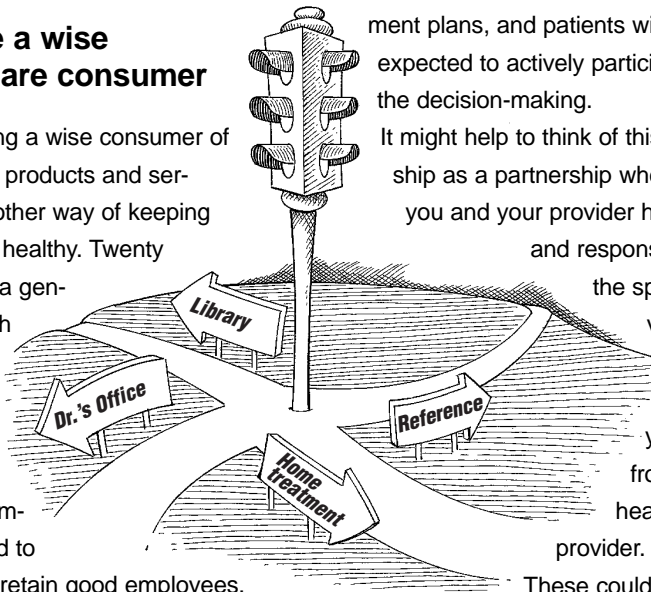 e a wise
are consumer
ng a wise consumer of
products and ser-
other way of keeping
healthy. Twenty
a gen-
h
m-
d to
retain good employees.
Library
Dr.'s Office
Reference
Home
treatment
ment plans, and patients wi
expected to actively partici
the decision-making.
It might help to think of this
ship as a partnership whe
you and your provider h
and respons
the sp
v
y
fro
hea
provider.
These could